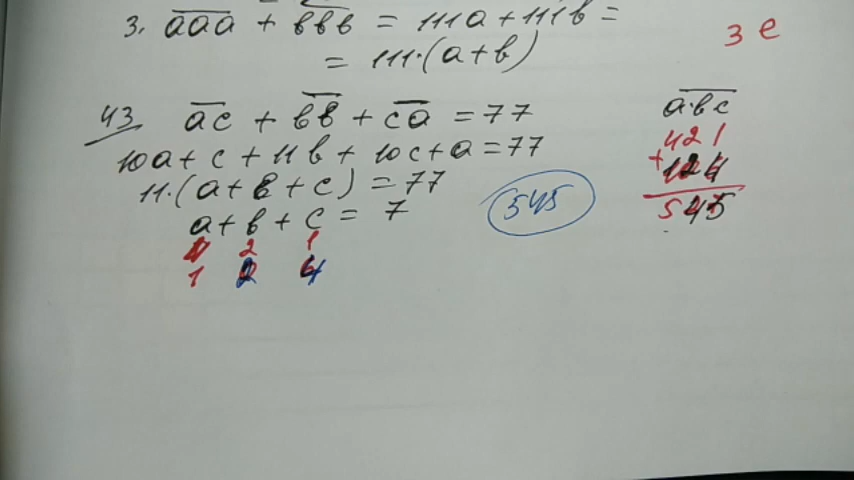 3. aaa + bbb = 111a + 111b =
= 111·(a+b)
3 e
43. ac + bb + ca = 77
10a + c + 11b + 10c + a = 77
11·(a+b+c) = 77
a+b+c = 7
2 1
1 2 4
545
abc
421
+124
545